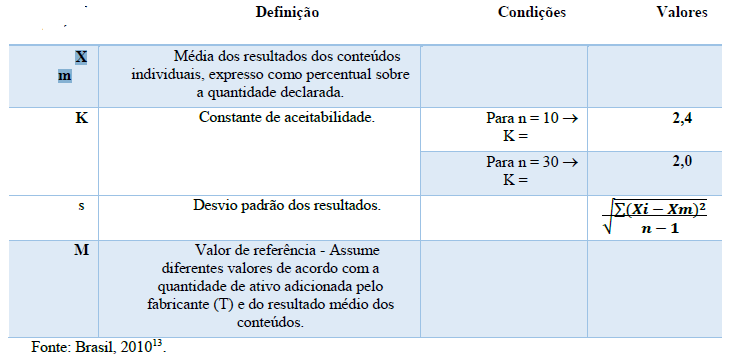 Definição Condições Valores
X
m
Média dos resultados dos conteúdos
individuais, expresso como percentual sobre
a quantidade declarada.
K Constante de aceitabilidade. Para n = 10 → 2,4
K =
Para n = 30 → 2,0
K =
s Desvio padrão dos resultados. √ ∑(Xi − Xm)²
n − 1
M Valor de referência - Assume
diferentes valores de acordo com a
quantidade de ativo adicionada pelo
fabricante (T) e do resultado médio dos
conteúdos.
Fonte: Brasil, 2010¹³.